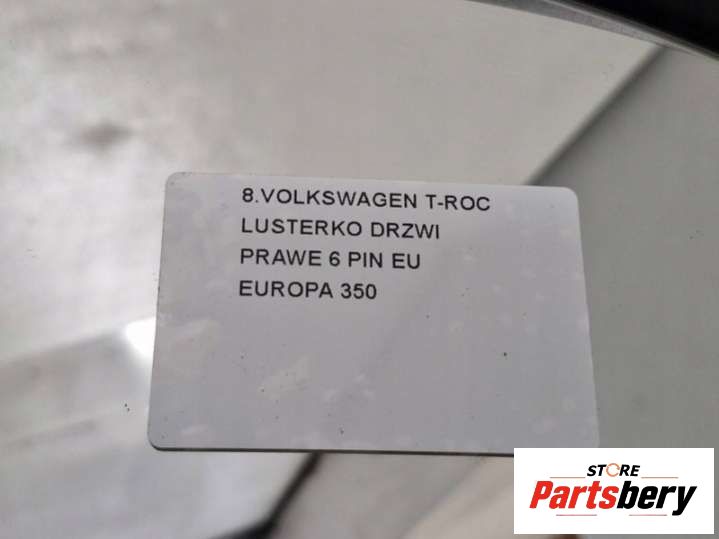 8.VOLKSWAGEN T-ROC
LUSTERKO DRZWI
PRAWE 6 PIN EU
EUROPA 350
STORE
Partsbery